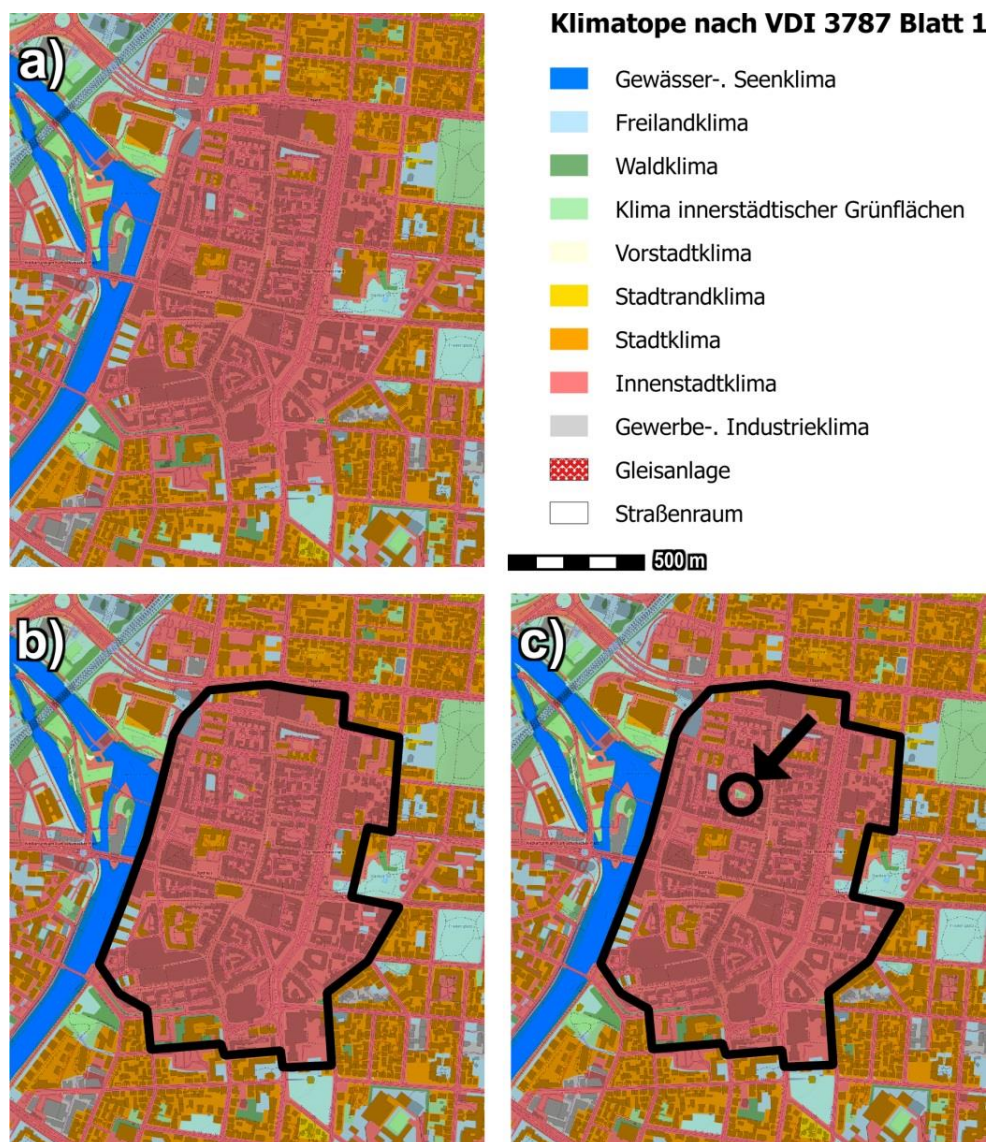 a)
Klimatope nach VDI 3787 Blatt 1
Gewässer-. Seenklima
Freilandklima
Waldklima
Klima innerstädtischer Grünflächen
Vorstadtklima
Stadtrandklima
Stadtklima
Innenstadtklima
Gewerbe-. Industrieklima
Gleisanlage
Straßenraum
500 m
b)
c)